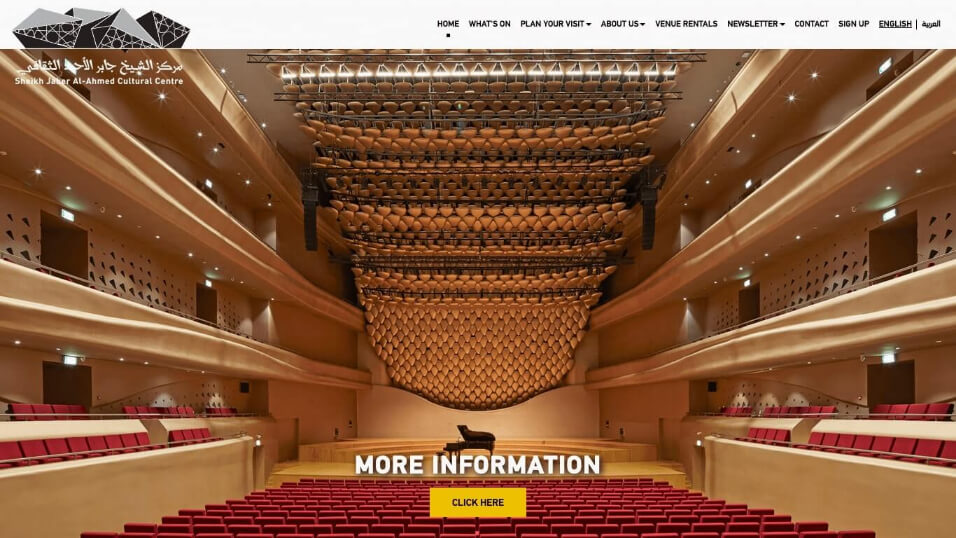 HOME WHAT'S ON PLAN YOUR VISIT ABOUT US VENUE RENTALS NEWSLETTER CONTACT SIGN UP ENGLISH | العربية
مركز الشيخ جابر الأحمد الثقافي
Sheikh Jaber Al-Ahmed Cultural Centre
MORE INFORMATION
CLICK HERE